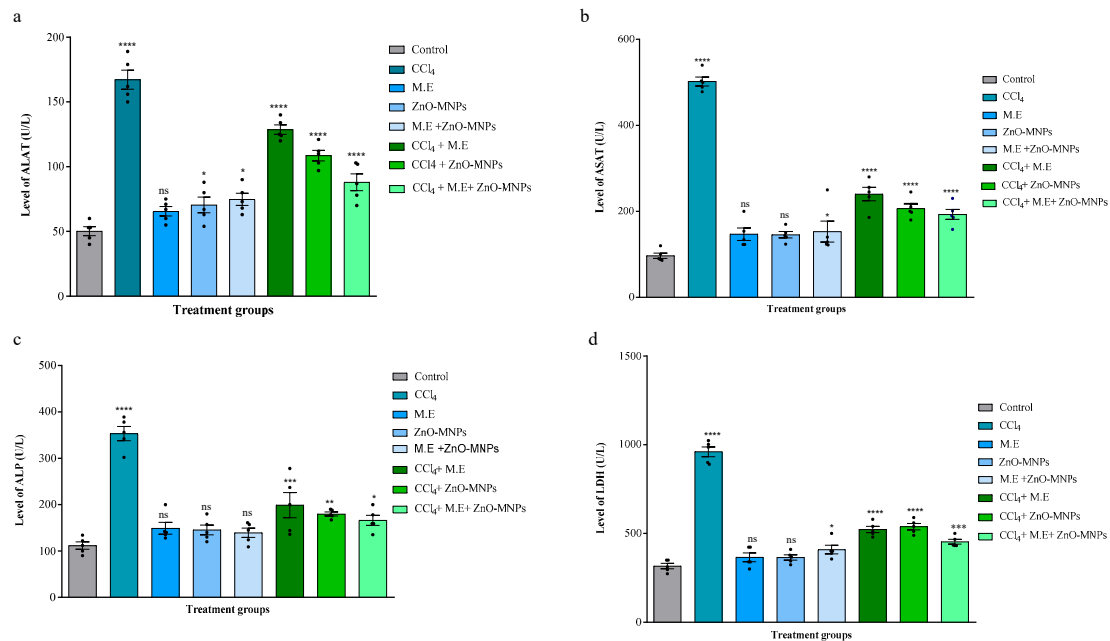 a
Level of ALAT (U/L)
200
150
100
50
0
****
ns
*
*
****
****
****
Treatment groups
Control
CCl₄
M.E
ZnO-MNPs
M.E +ZnO-MNPs
CCl₄ + M.E
CCl4 + ZnO-MNPs
CCl₄ + M.E+ ZnO-MNPs
b
Level of ASAT (U/L)
600
400
200
0
****
ns
ns
*
****
****
****
Treatment groups
Control
CCl₄
M.E
ZnO-MNPs
M.E +ZnO-MNPs
CCl₄+ M.E
CCl₄+ ZnO-MNPs
CCl₄+ M.E+ ZnO-MNPs
c
Level of ALP (U/L)
500
400
300
200
100
0
****
ns
ns
ns
***
**
*
Treatment groups
Control
CCl₄
M.E
ZnO-MNPs
M.E +ZnO-MNPs
CCl₄+ M.E
CCl₄+ ZnO-MNPs
CCl₄+ M.E+ ZnO-MNPs
d
Level of LDH (U/L)
1500
1000
500
0
****
ns
ns
*
****
****
***
Treatment groups
Control
CCl₄
M.E
ZnO-MNPs
M.E +ZnO-MNPs
CCl₄+ M.E
CCl₄+ ZnO-MNPs
CCl₄+ M.E+ ZnO-MNPs